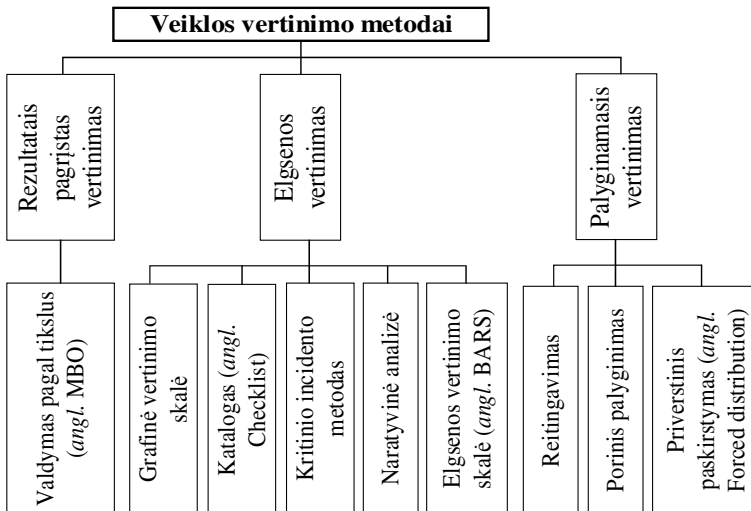 Veiklos vertinimo metodai
Rezultatais
pagrįstas
vertinimas
Elgsenos
vertinimas
Palyginamasis
vertinimas
Valdymas pagal tikslus
(angl. MBO)
Grafinė vertinimo
skalė
Katalogas (angl.
Checklist)
Kritinio incidento
metodas
Naratyvinė analizė
Elgsenos vertinimo
skalė (angl. BARS)
Reitingavimas
Porinis palyginimas
Priverstinis
paskirstymas (angl.
Forced distribution)